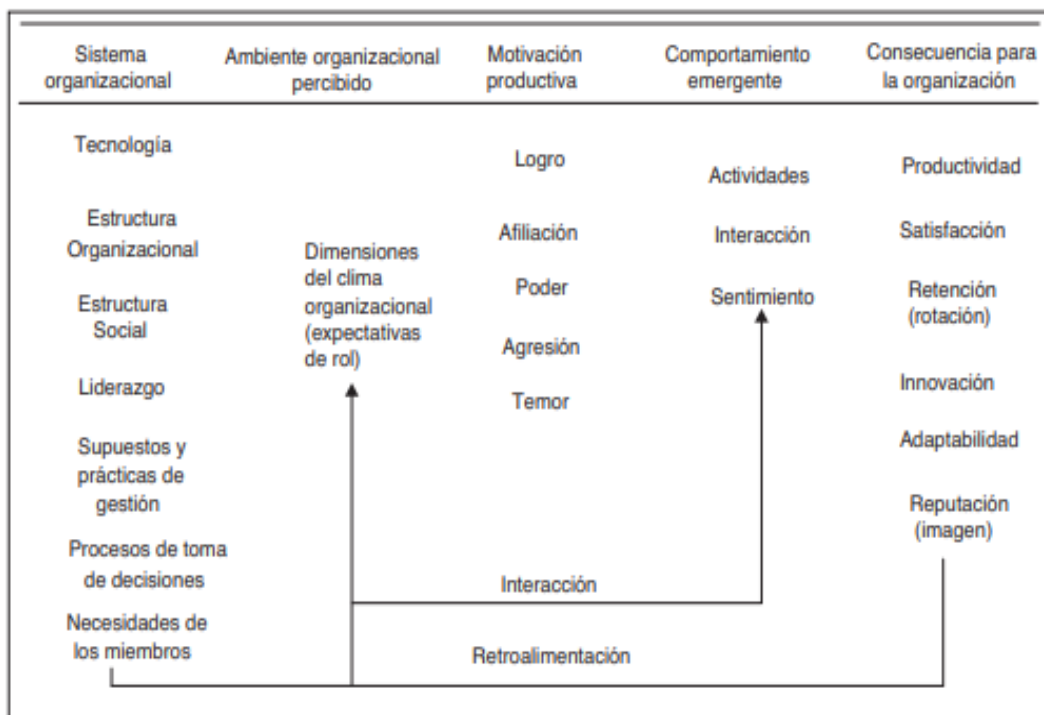 Sistema
organizacional
Ambiente organizacional
percibido
Motivación
productiva
Comportamiento
emergente
Consecuencia para
la organización
Tecnología
Estructura
Organizacional
Estructura
Social
Liderazgo
Supuestos y
prácticas de
gestión
Procesos de toma
de decisiones
Necesidades de
los miembros
Dimensiones
del clima
organizacional
(expectativas
de rol)
Logro
Afiliación
Poder
Agresión
Temor
Actividades
Interacción
Sentimiento
Productividad
Satisfacción
Retención
(rotación)
Innovación
Adaptabilidad
Reputación
(imagen)
Interacción
Retroalimentación